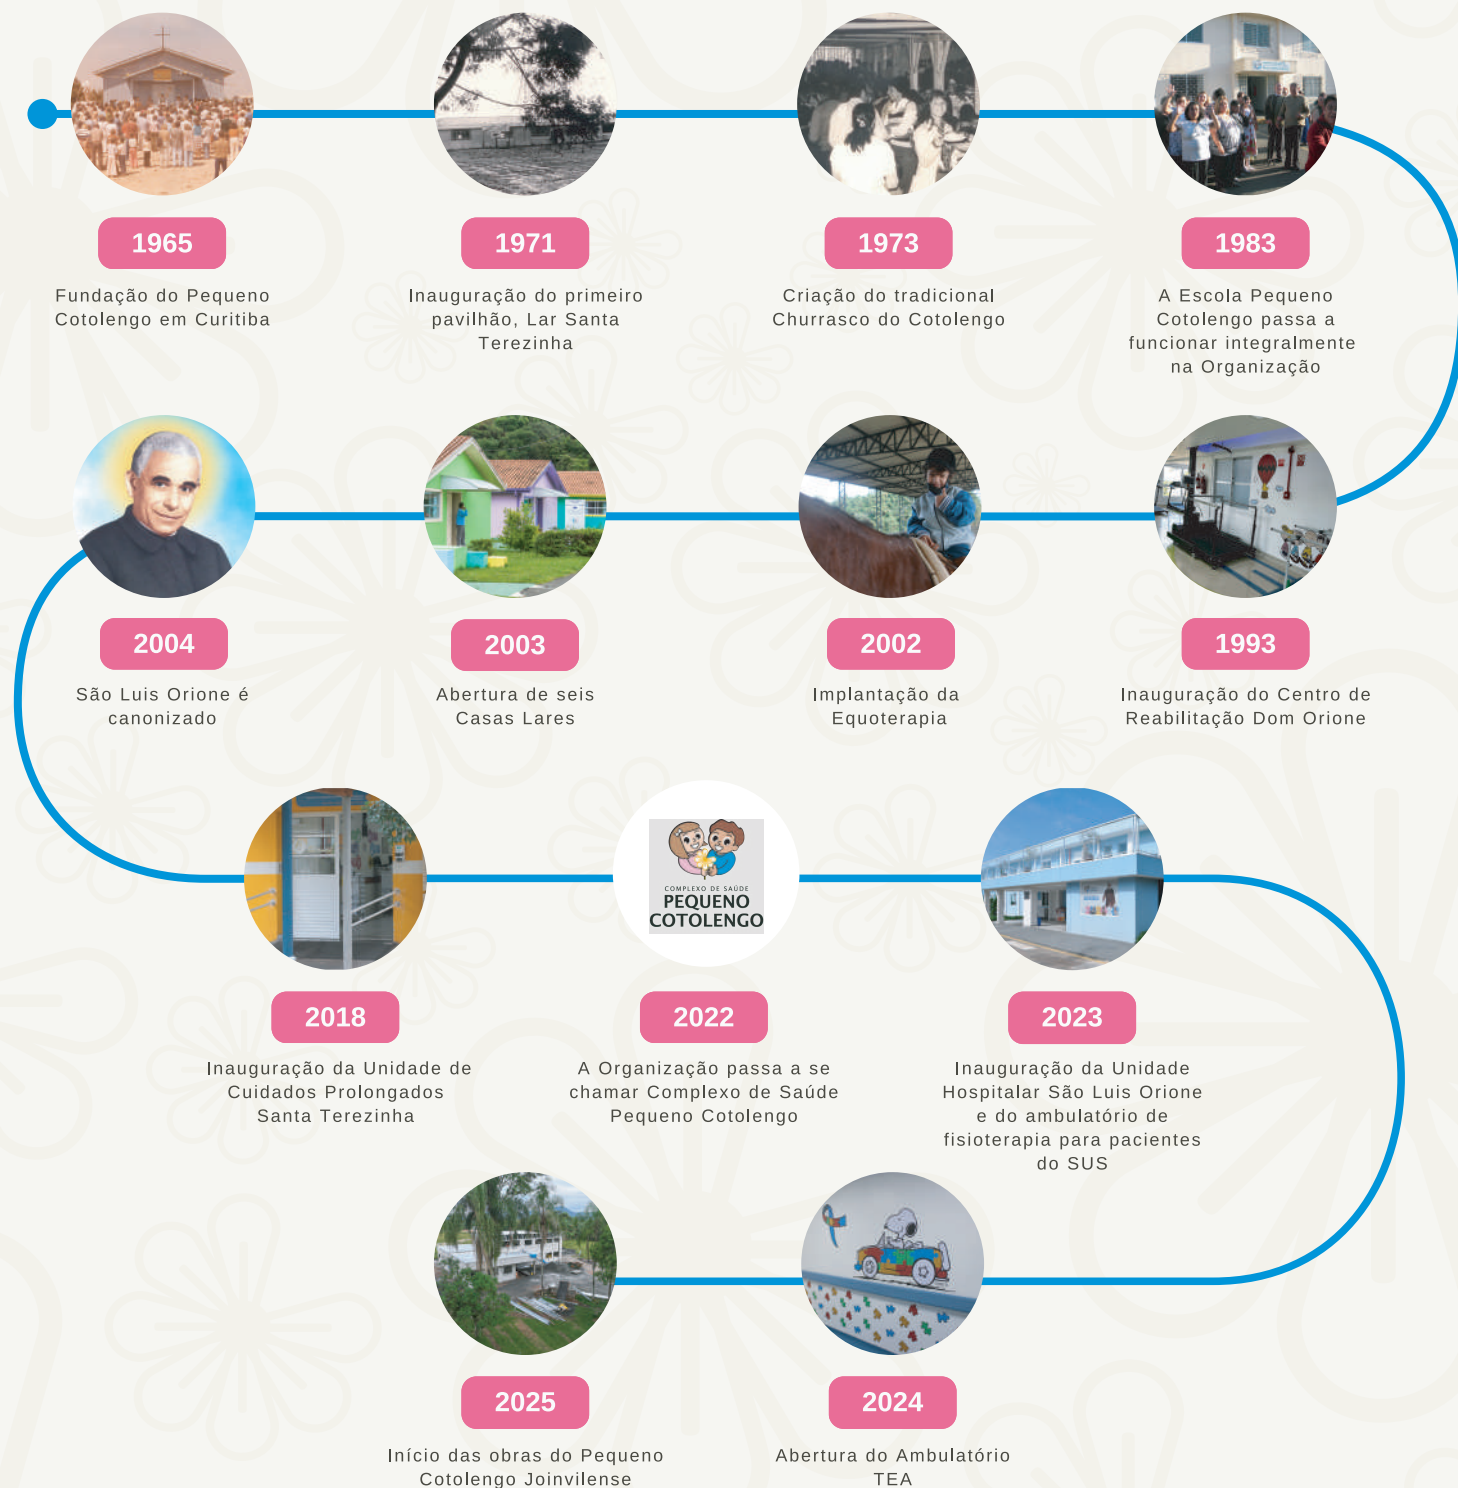 1965
Fundação do Pequeno
Cotolengo em Curitiba
1971
Inauguração do primeiro
pavilhão, Lar Santa
Terezinha
1973
Criação do tradicional
Churrasco do Cotolengo
1983
A Escola Pequeno
Cotolengo passa a
funcionar integralmente
na Organização
1993
Inauguração do Centro de
Reabilitação Dom Orione
2002
Implantação da
Equoterapia
2003
Abertura de seis
Casas Lares
2004
São Luis Orione é
canonizado
2018
Inauguração da Unidade de
Cuidados Prolongados
Santa Terezinha
COMPLEXO DE SAÚDE
PEQUENO
COTOLENGO
2022
A Organização passa a se
chamar Complexo de Saúde
Pequeno Cotolengo
2023
Inauguração da Unidade
Hospitalar São Luis Orione
e do ambulatório de
fisioterapia para pacientes
do SUS
2024
Abertura do Ambulatório
TEA
2025
Início das obras do Pequeno
Cotolengo Joinvilense